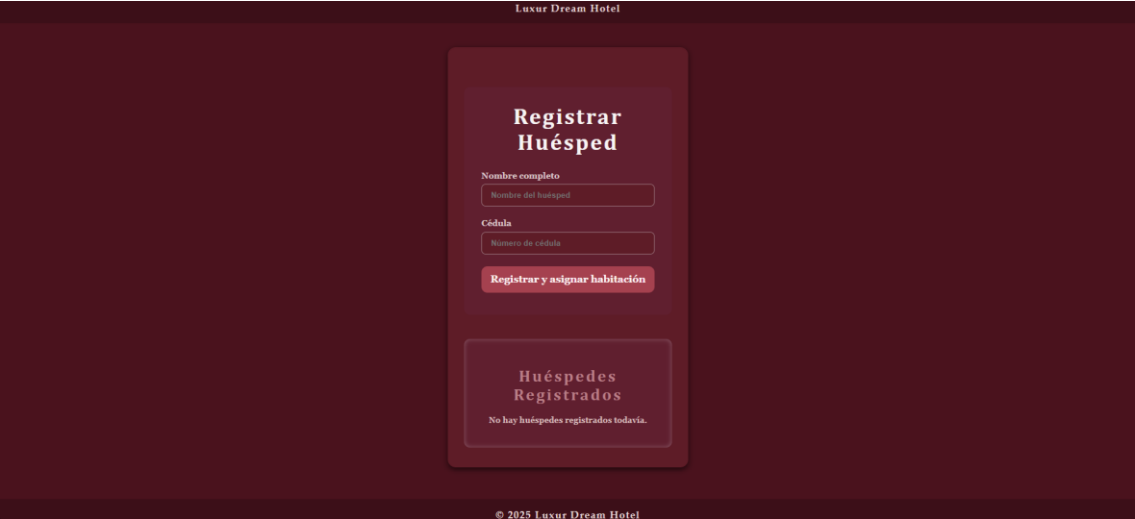 Luxur Dream Hotel
Registrar
Huésped
Nombre completo
Nombre del huésped
Cédula
Número de cédula
Registrar y asignar habitación
Huéspedes
Registrados
No hay huéspedes registrados todavía.
© 2025 Luxur Dream Hotel